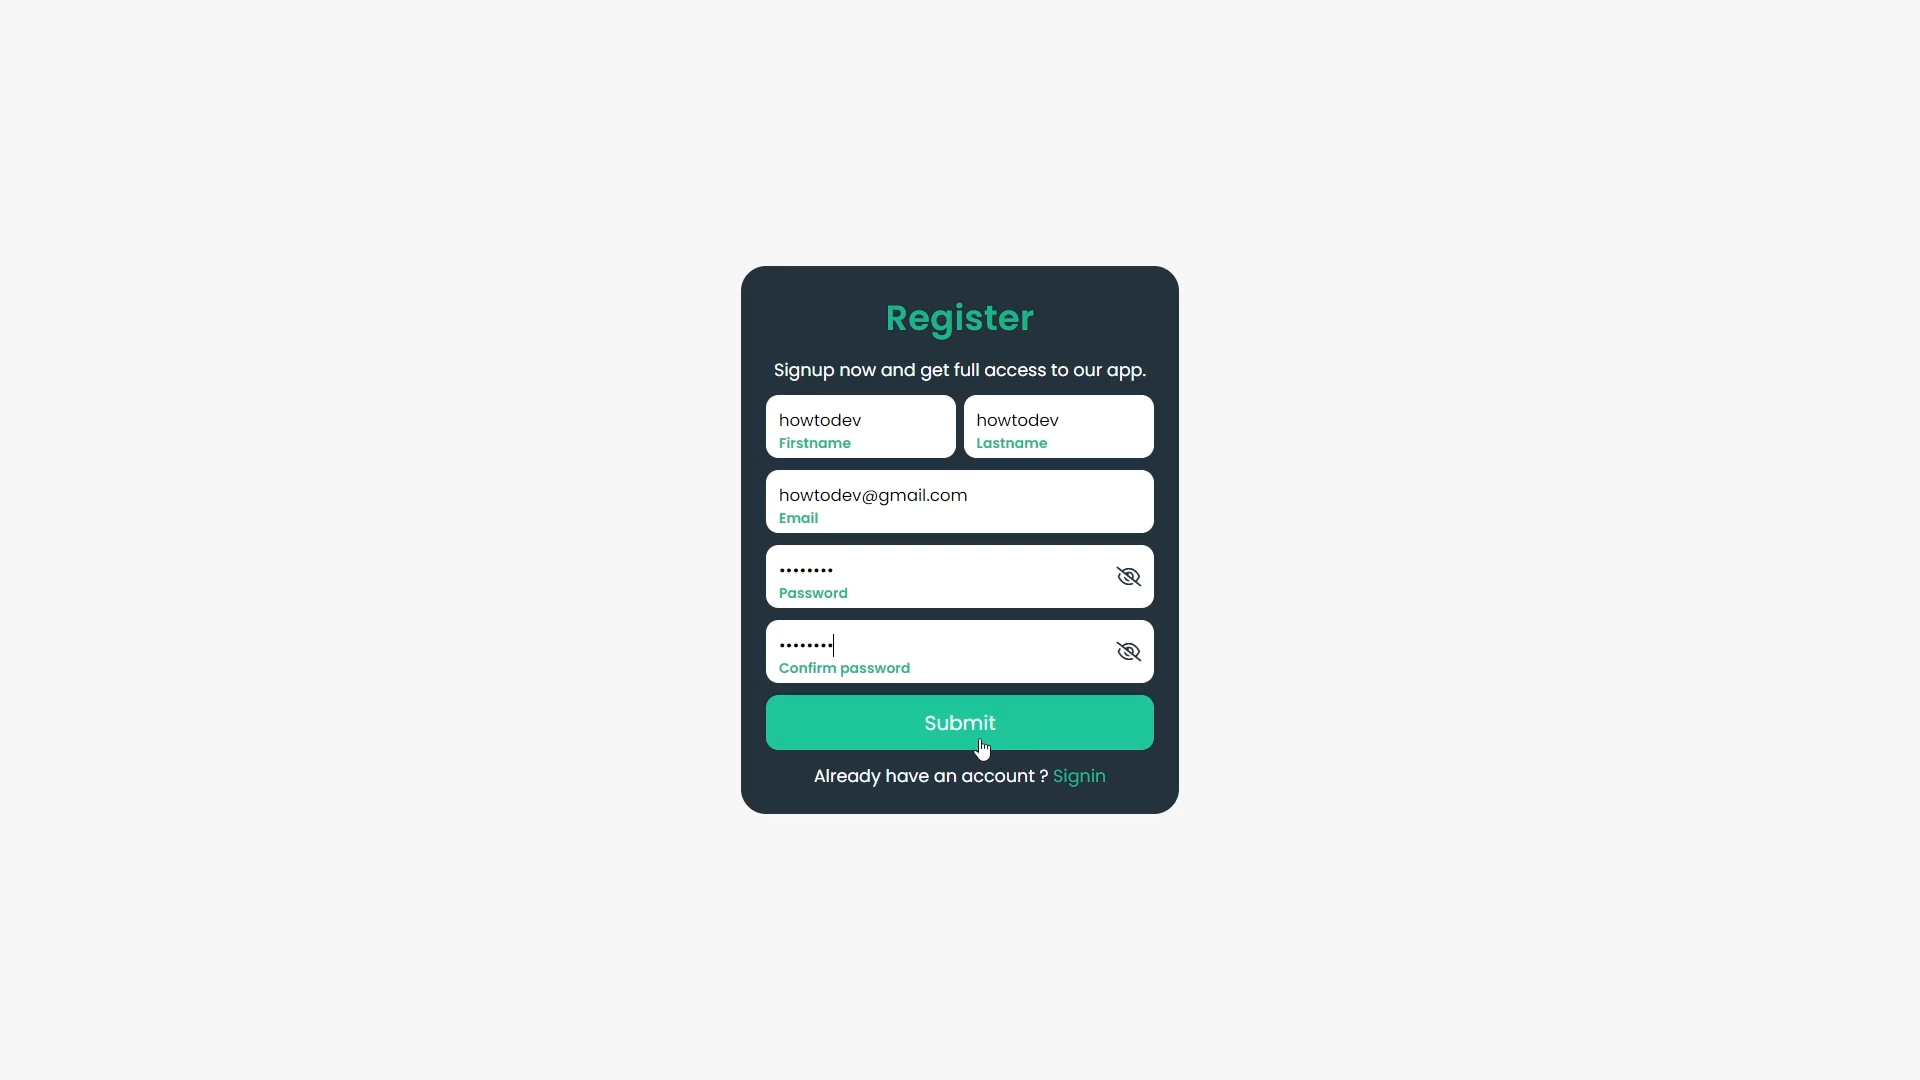 Register
Signup now and get full access to our app.
howtodev
Firstname
howtodev
Lastname
howtodev@gmail.com
Email
••••••••
Password
••••••••
Confirm password
Submit
Already have an account ? Signin